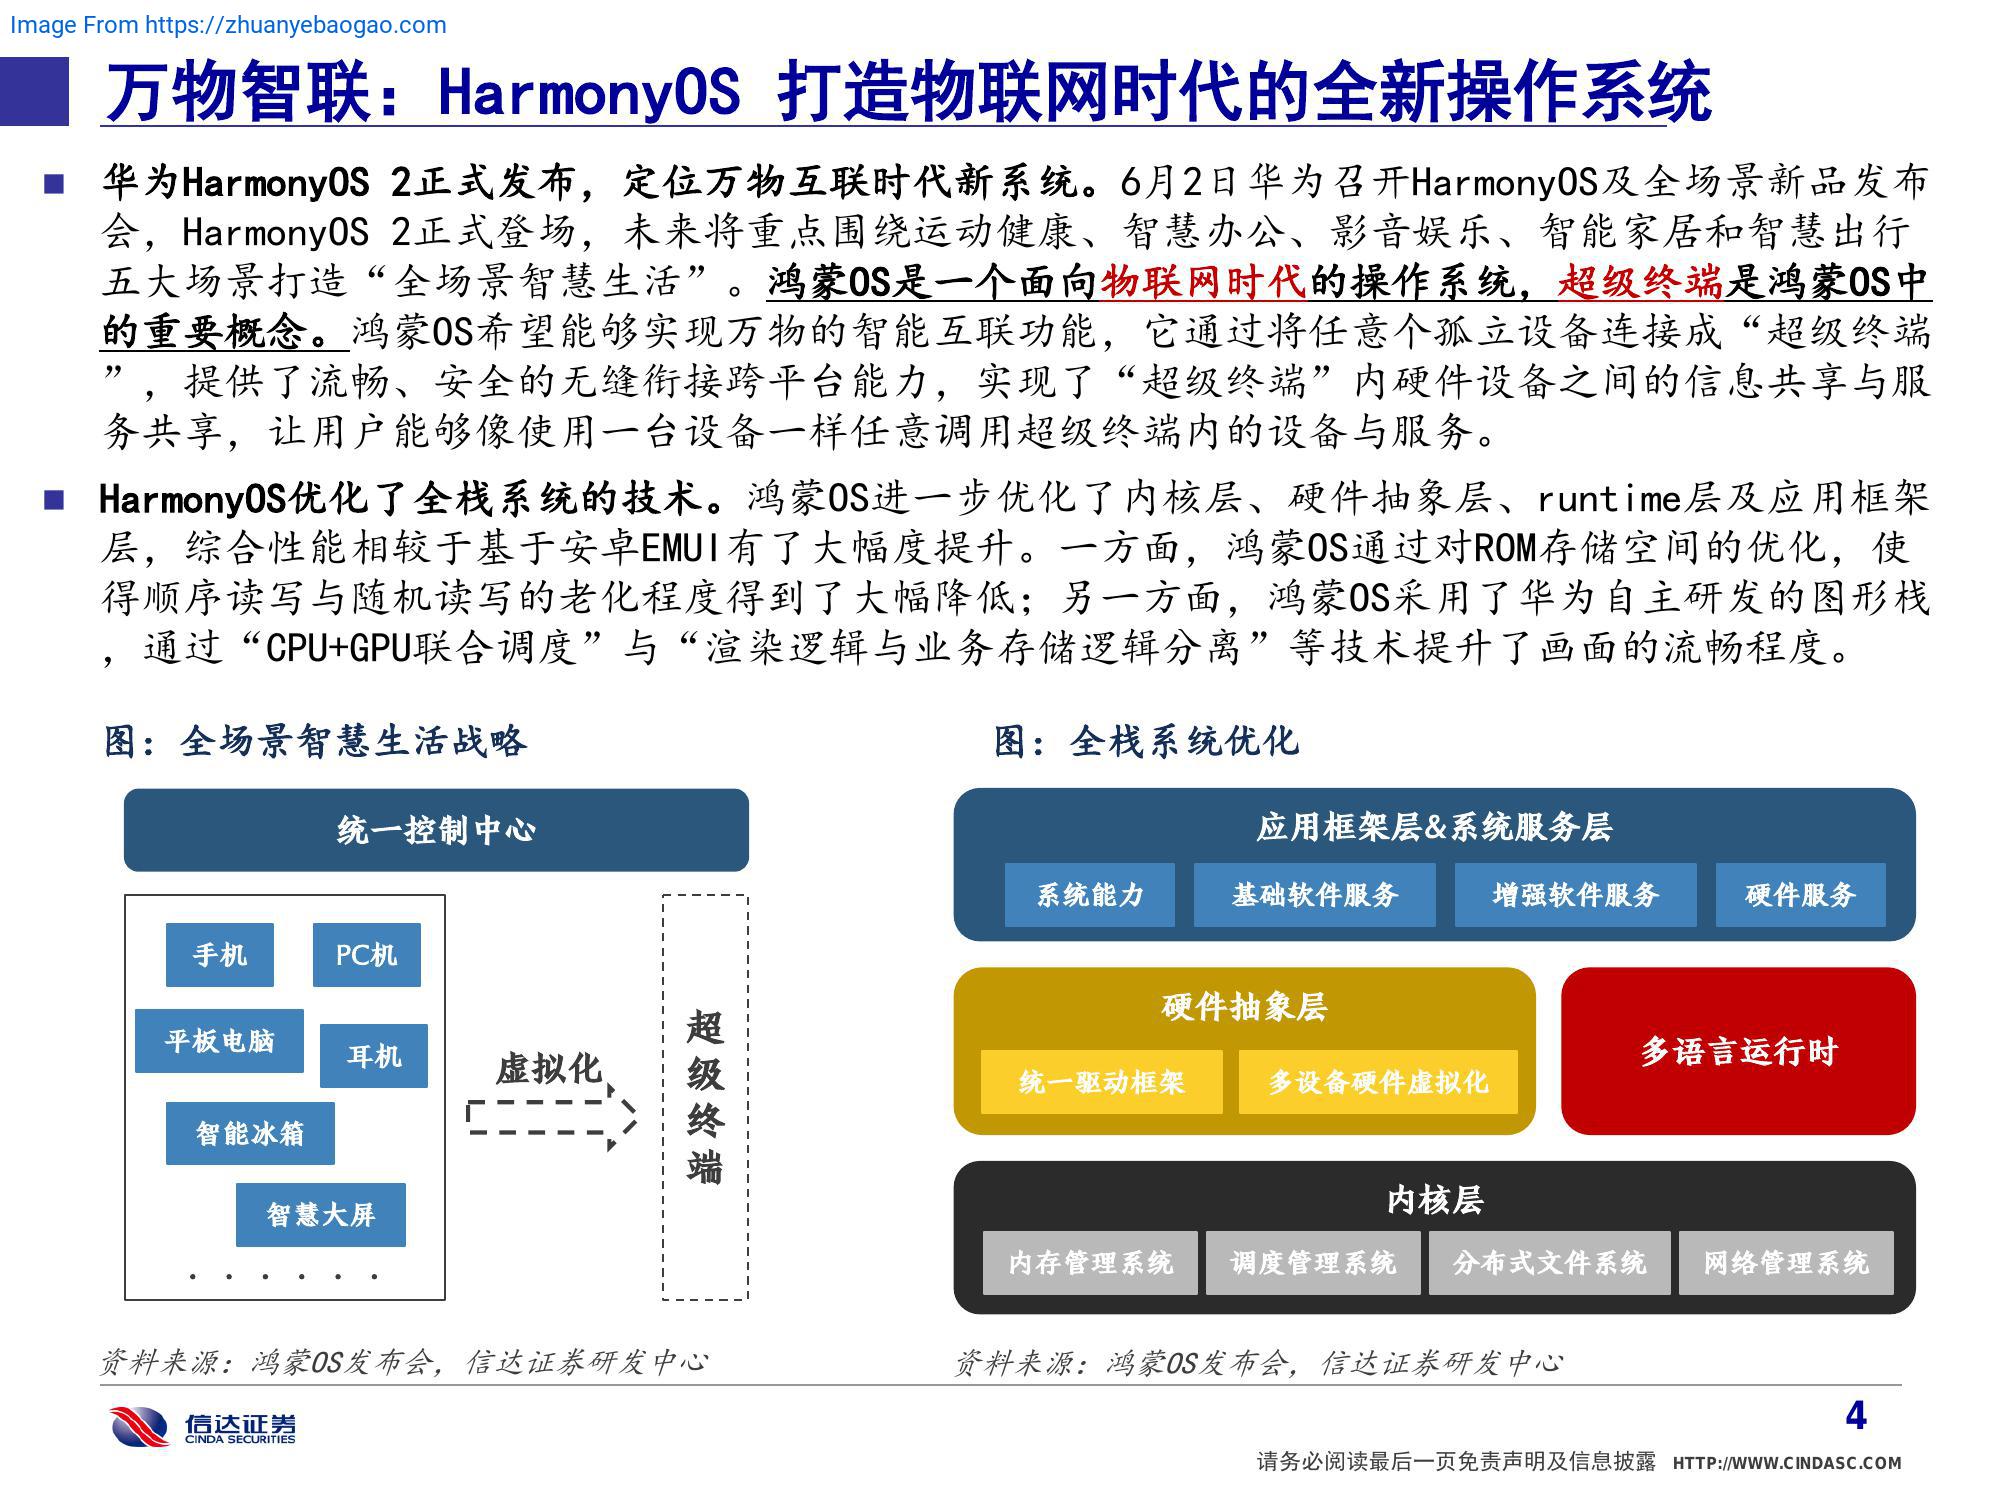 Image From https://zhuanyebaogao.com
万物智联：HarmonyOS 打造物联网时代的全新操作系统
华为HarmonyOS 2正式发布，定位万物互联时代新系统。6月2日华为召开HarmonyOS及全场景新品发布
会，HarmonyOS 2正式登场，未来将重点围绕运动健康、智慧办公、影音娱乐、智能家居和智慧出行
五大场景打造“全场景智慧生活”。鸿蒙OS是一个面向物联网时代的操作系统，超级终端是鸿蒙OS中
的重要概念。鸿蒙OS希望能够实现万物的智能互联功能，它通过将任意个孤立设备连接成“超级终端
”，提供了流畅、安全的无缝衔接跨平台能力，实现了“超级终端”内硬件设备之间的信息共享与服
务共享，让用户能够像使用一台设备一样任意调用超级终端内的设备与服务。
HarmonyOS优化了全栈系统的技术。鸿蒙OS进一步优化了内核层、硬件抽象层、runtime层及应用框架
层，综合性能相较于基于安卓EMUI有了大幅度提升。一方面，鸿蒙OS通过对ROM存储空间的优化，使
得顺序读写与随机读写的老化程度得到了大幅降低；另一方面，鸿蒙OS采用了华为自主研发的图形栈
，通过“CPU+GPU联合调度”与“渲染逻辑与业务存储逻辑分离”等技术提升了画面的流畅程度。
图：全场景智慧生活战略
统一控制中心
手机
PC机
平板电脑
耳机
智能冰箱
智慧大屏
······
虚拟化
超级终端
资料来源：鸿蒙OS发布会，信达证券研发中心
图：全栈系统优化
应用框架层&系统服务层
系统能力
基础软件服务
增强软件服务
硬件服务
硬件抽象层
统一驱动框架
多设备硬件虚拟化
多语言运行时
内核层
内存管理系统
调度管理系统
分布式文件系统
网络管理系统
资料来源：鸿蒙OS发布会，信达证券研发中心
信达证券
CINDA SECURITIES
4
请务必阅读最后一页免责声明及信息披露 HTTP://WWW.CINDASC.COM